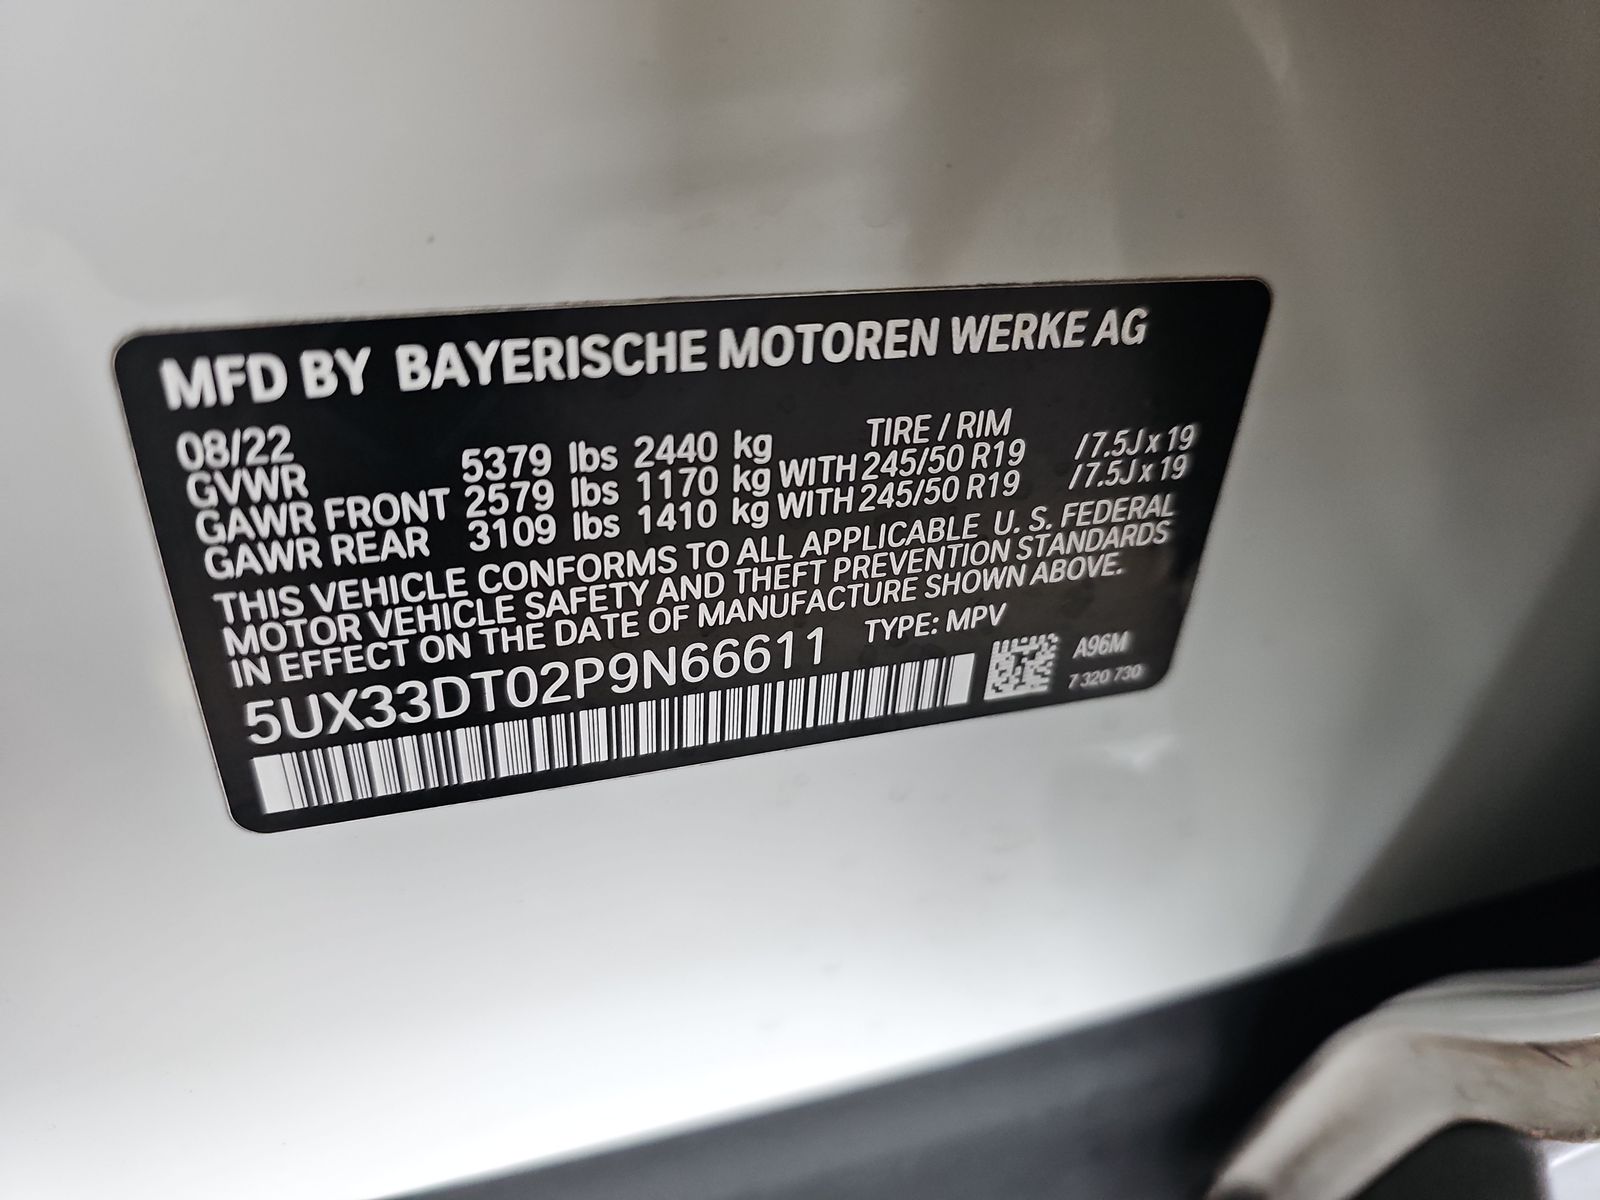 MFD BY BAYERISCHE MOTOREN WERKE AG
08/22 TIRE / RIM
GVWR 5379 lbs 2440 kg
GAWR FRONT 2579 lbs 1170 kg WITH 245/50 R19 /7.5J x 19
GAWR REAR 3109 lbs 1410 kg WITH 245/50 R19 /7.5J x 19
THIS VEHICLE CONFORMS TO ALL APPLICABLE U. S. FEDERAL
MOTOR VEHICLE SAFETY AND THEFT PREVENTION STANDARDS
IN EFFECT ON THE DATE OF MANUFACTURE SHOWN ABOVE.
5UX33DT02P9N66611 TYPE: MPV
A96M
7 320 730